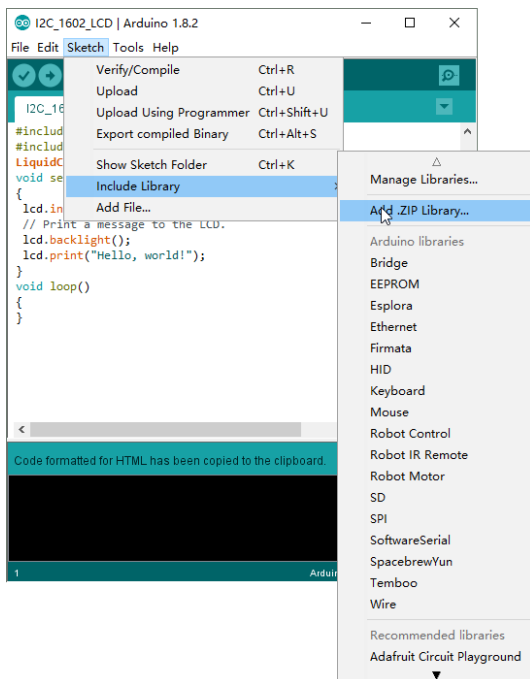 I2C_1602_LCD | Arduino 1.8.2
File Edit Sketch Tools Help
Verify/Compile Ctrl+R
Upload Ctrl+U
Upload Using Programmer Ctrl+Shift+U
Export compiled Binary Ctrl+Alt+S
Show Sketch Folder Ctrl+K
Include Library
Add File...
I2C_16
#includ
#includ
LiquidC
void se
{
lcd.in
// Print a message to the LCD.
lcd.backlight();
lcd.print("Hello, world!");
}
void loop()
{
}
Code formatted for HTML has been copied to the clipboard.
1 Arduin
Manage Libraries...
Add .ZIP Library...
Arduino libraries
Bridge
EEPROM
Esplora
Ethernet
Firmata
HID
Keyboard
Mouse
Robot Control
Robot IR Remote
Robot Motor
SD
SPI
SoftwareSerial
SpacebrewYun
Temboo
Wire
Recommended libraries
Adafruit Circuit Playground